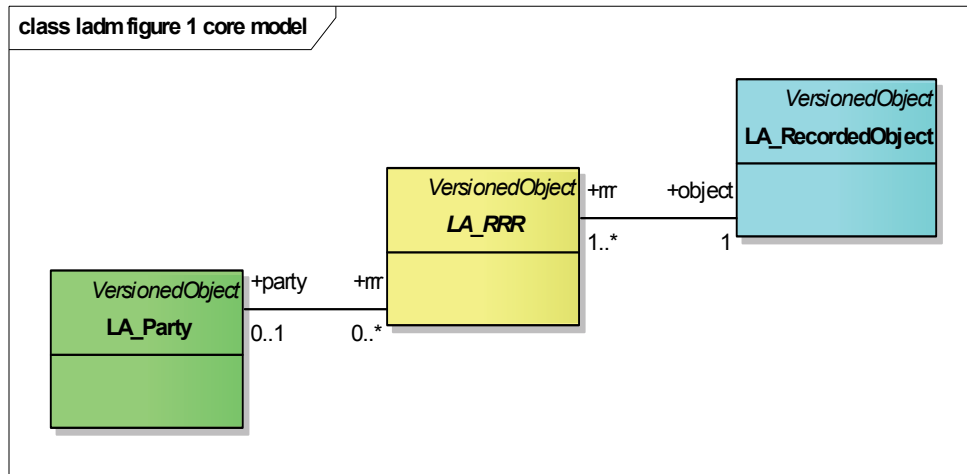 class ladm figure 1 core model
VersionedObject
LA_RecordedObject
VersionedObject
LA_RRR
+rrr +object
1..* 1
VersionedObject
LA_Party
+party +rrr
0..1 0..*